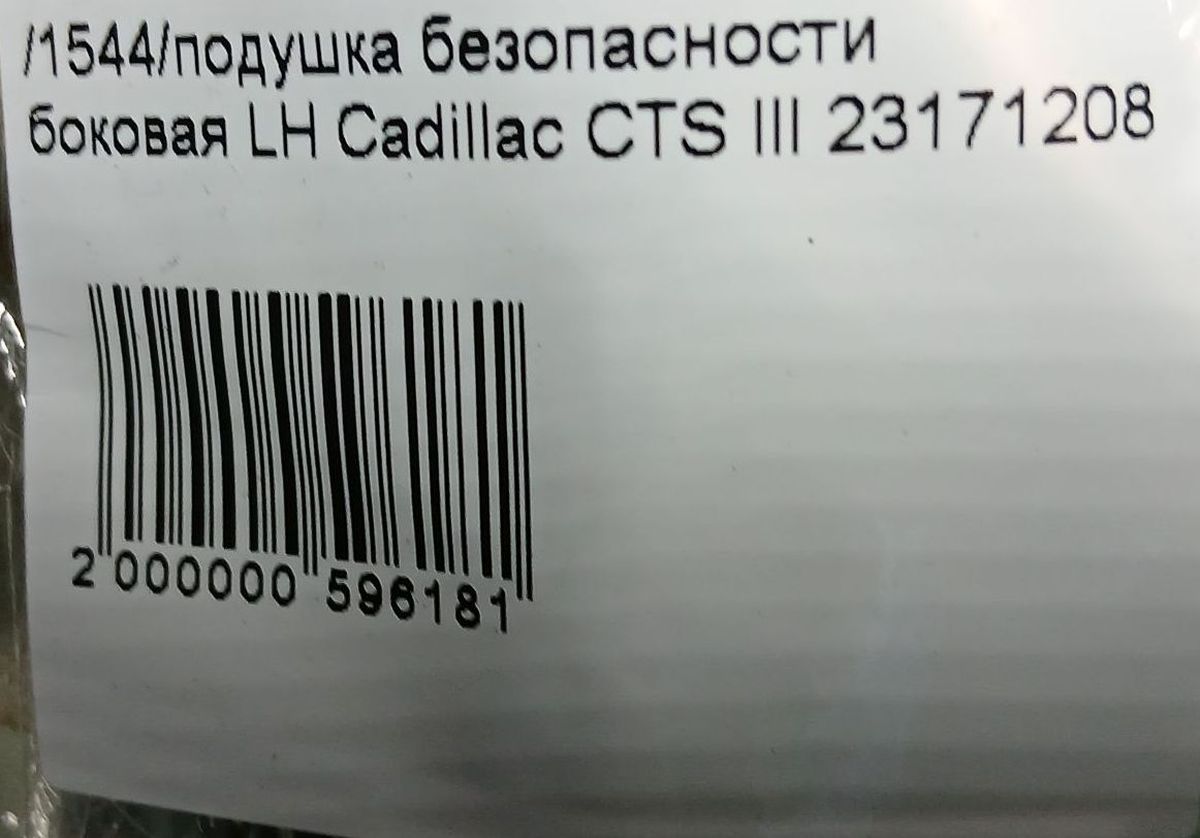 /1544/подушка безопасности
боковая LH Cadillac CTS III 23171208
2 000000 596181